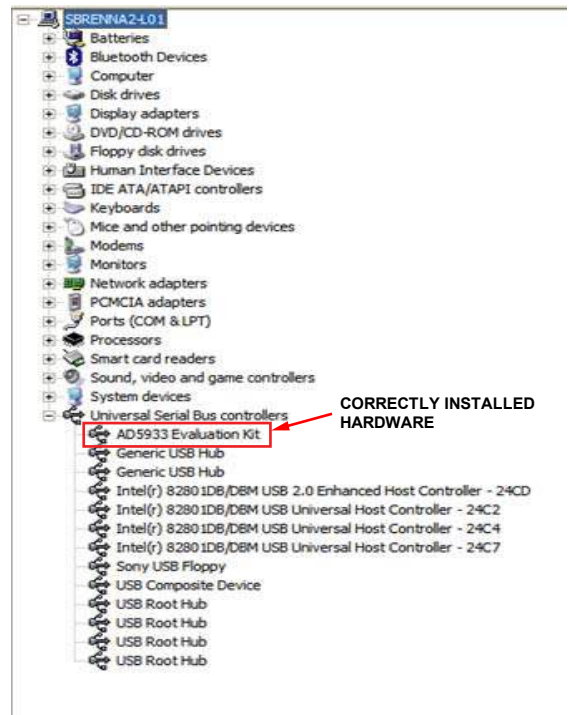 SBRENNA2-L01
Batteries
Bluetooth Devices
Computer
Disk drives
Display adapters
DVD/CD-ROM drives
Floppy disk drives
Human Interface Devices
IDE ATA/ATAPI controllers
Keyboards
Mice and other pointing devices
Modems
Monitors
Network adapters
PCMCIA adapters
Ports (COM & LPT)
Processors
Smart card readers
Sound, video and game controllers
System devices
Universal Serial Bus controllers
CORRECTLY INSTALLED
HARDWARE
AD5933 Evaluation Kit
Generic USB Hub
Generic USB Hub
Intel(r) 82801DB/DBM USB 2.0 Enhanced Host Controller - 24CD
Intel(r) 82801DB/DBM USB Universal Host Controller - 24C2
Intel(r) 82801DB/DBM USB Universal Host Controller - 24C4
Intel(r) 82801DB/DBM USB Universal Host Controller - 24C7
Sony USB Floppy
USB Composite Device
USB Root Hub
USB Root Hub
USB Root Hub
USB Root Hub